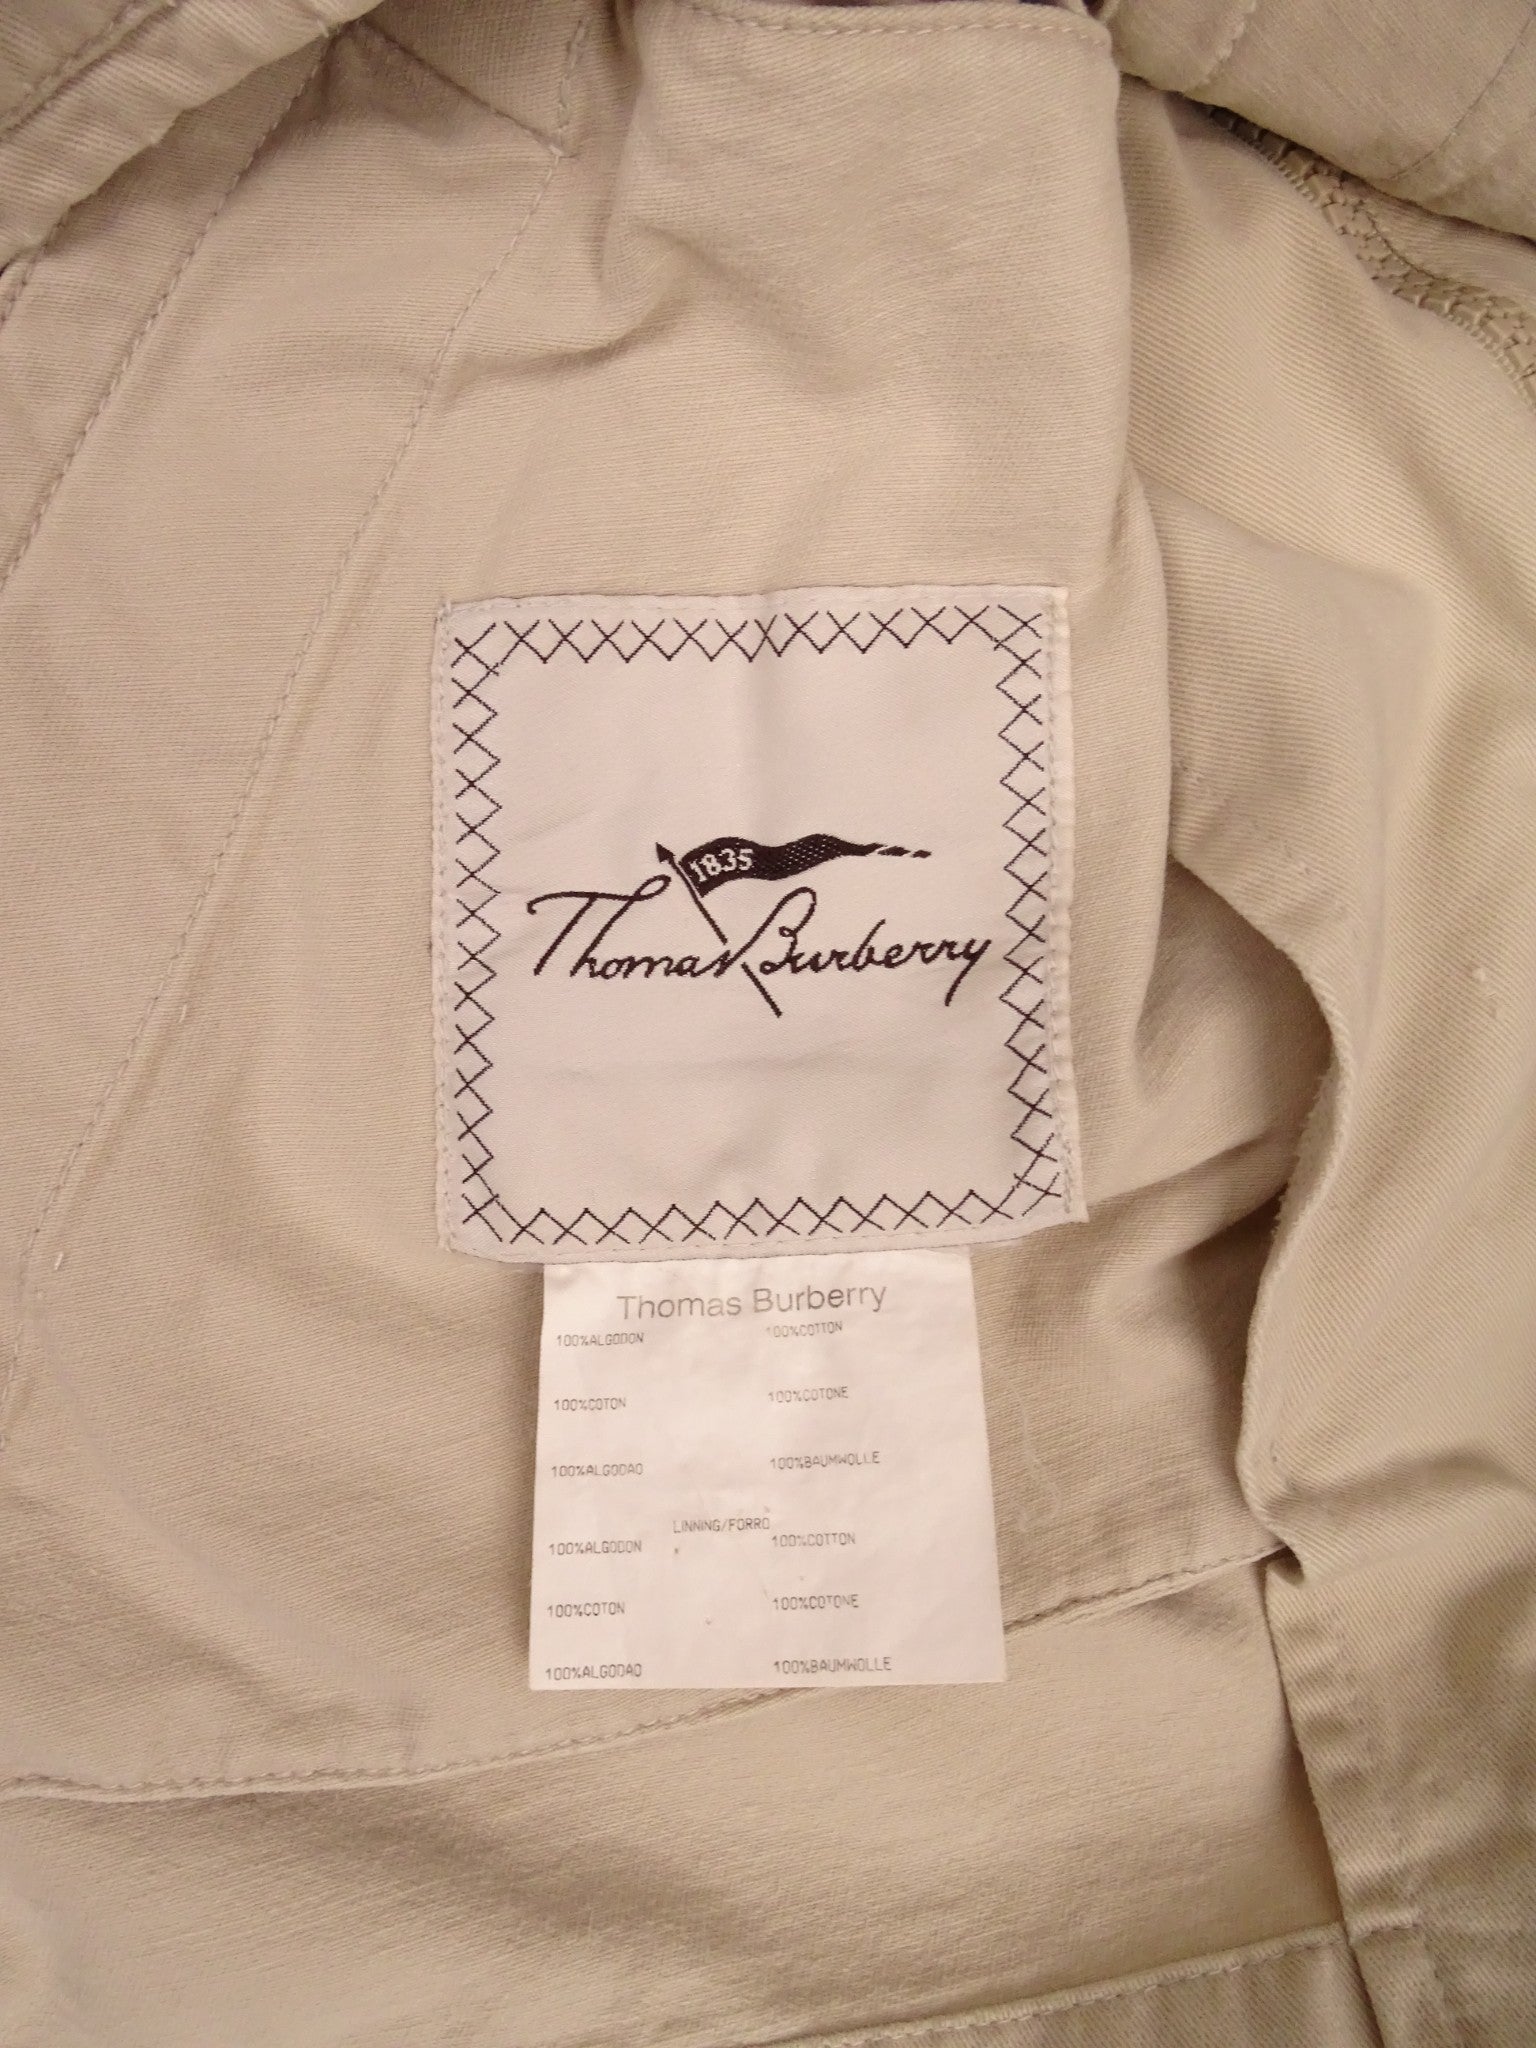 1835
Thomas Burberry
Thomas Burberry
100%ALGODON 100%COTTON
100%COTON 100%COTONE
100%ALGODAO 100%BAUMWOLLE
LINNING/FORRO
100%ALGODON 100%COTTON
100%COTON 100%COTONE
100%ALGODAO 100%BAUMWOLLE